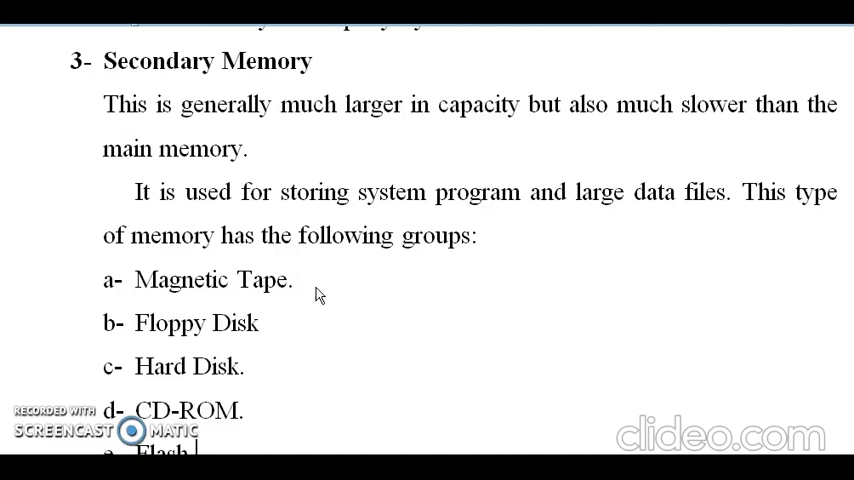 3- Secondary Memory
This is generally much larger in capacity but also much slower than the
main memory.
It is used for storing system program and large data files. This type
of memory has the following groups:
a- Magnetic Tape.
b- Floppy Disk
c- Hard Disk.
d- CD-ROM.
e- Flash
RECORDED WITH
SCREENCAST MATIC
clideo.com